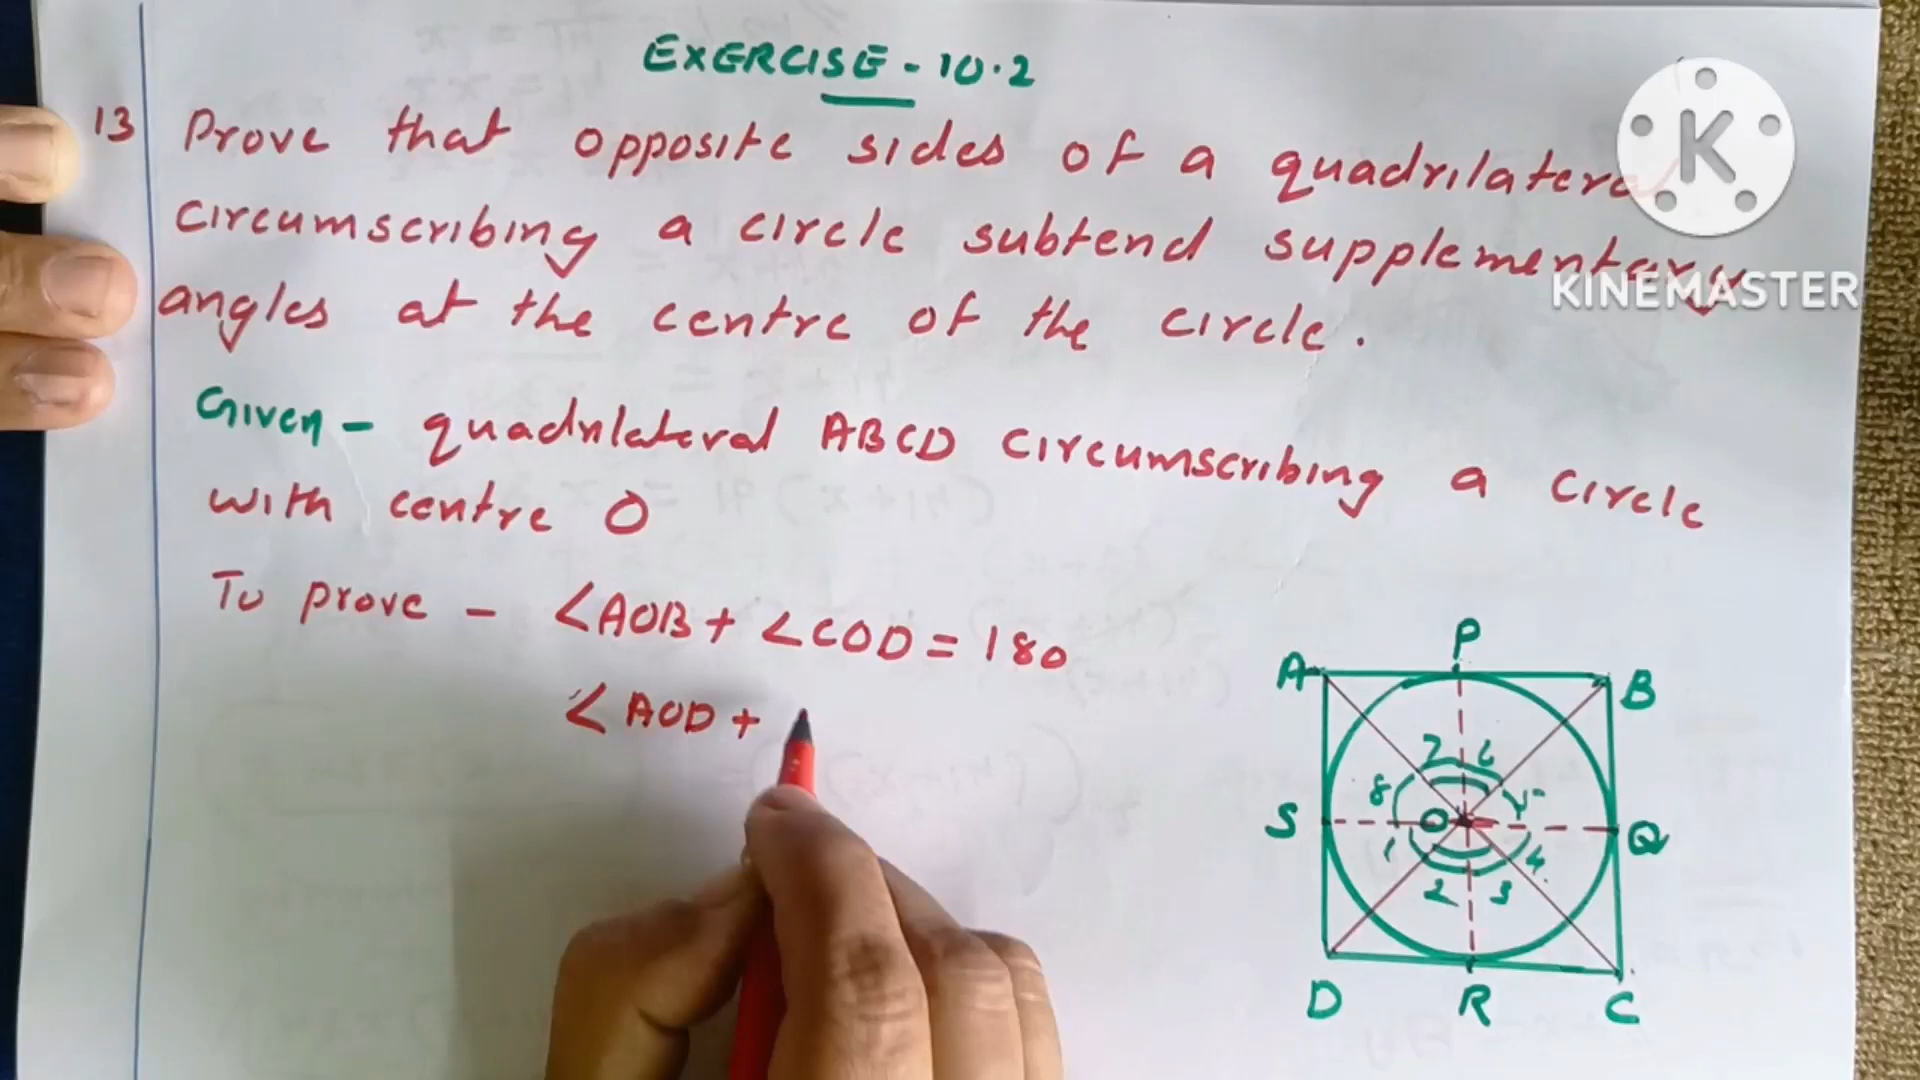 EXERCISE - 10.2
13 Prove that opposite sides of a quadrilateral
circumscribing a circle subtend supplementary
angles at the centre of the circle.
Given - quadrilateral ABCD circumscribing a circle
with centre O
To prove - ∠AOB + ∠COD = 180
∠AOD +
K
KINEMASTER
P
A B
7 6
8 5
S O Q
1 4
2 3
D R C